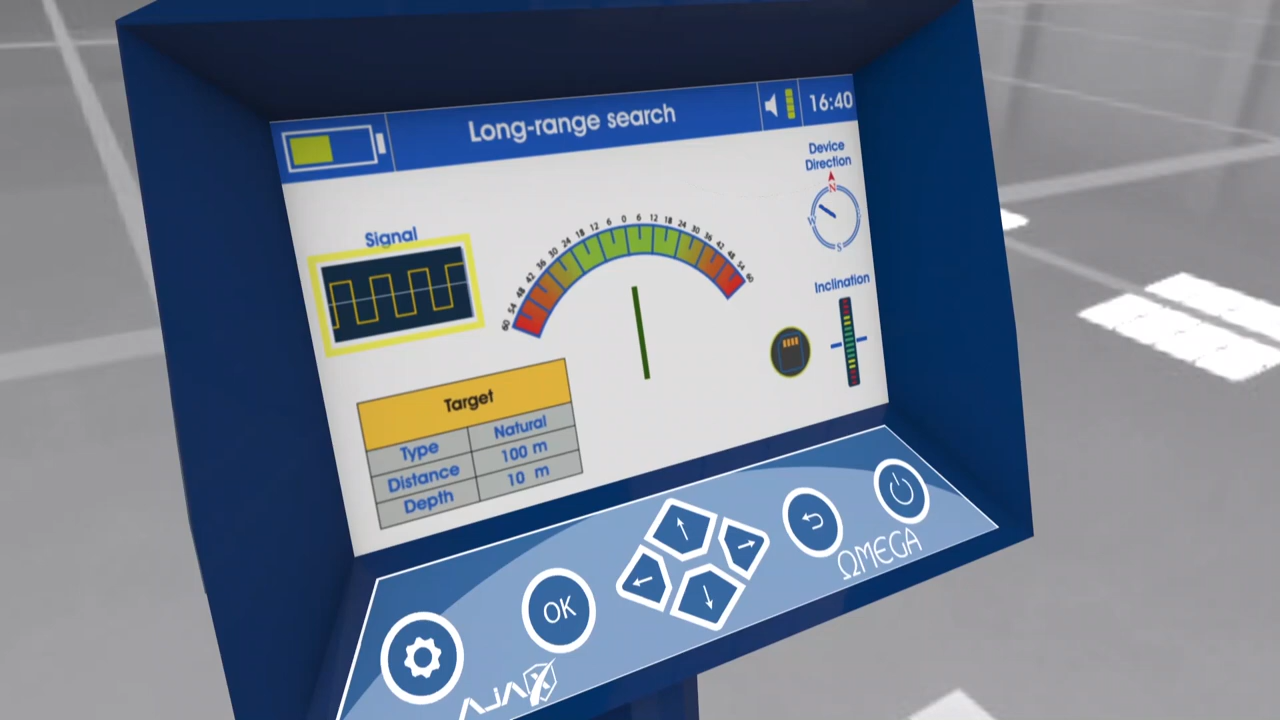 Long-range search
16:40
Device
Direction
N
W
S
Signal
60 54 48 42 36 30 24 18 12 6 0 6 12 18 24 30 36 42 48 54 60
Inclination
Target
Type Natural
Distance 100 m
Depth 10 m
OK
ΩMEGA